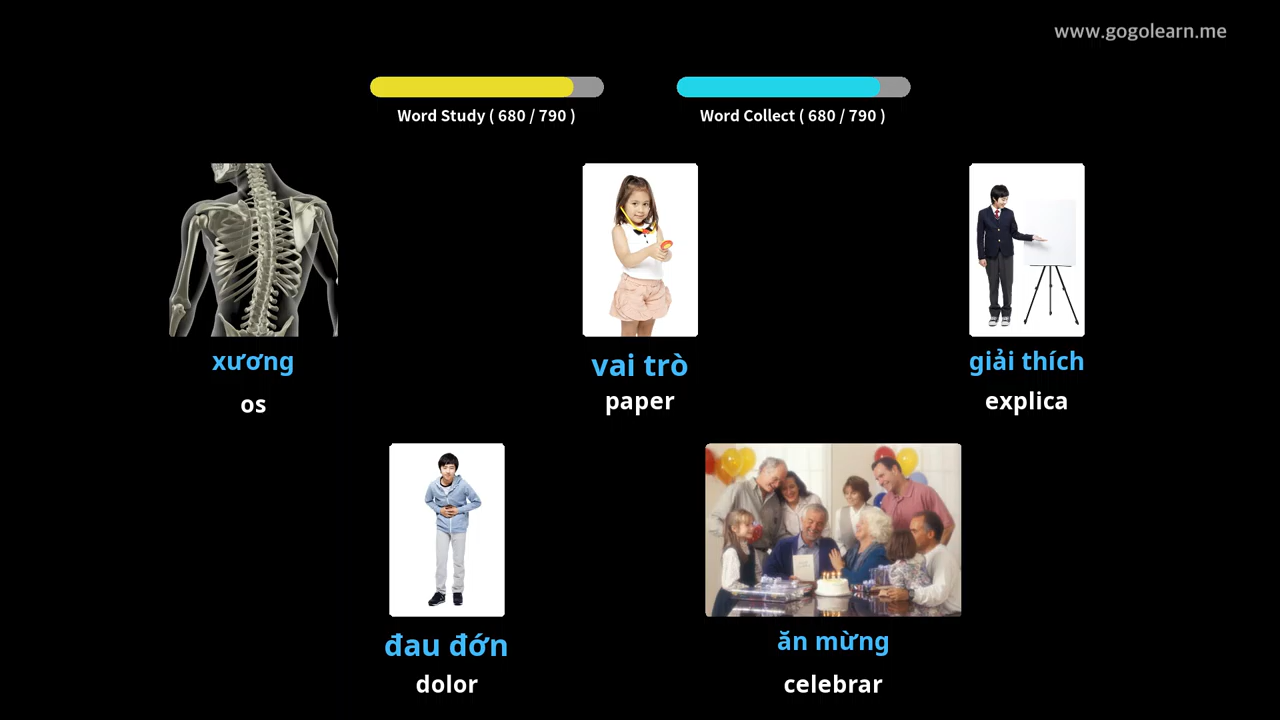 www.gogolearn.me
Word Study ( 680 / 790 )
Word Collect ( 680 / 790 )
xương
vai trò
giải thích
os
paper
explica
đau đớn
ăn mừng
dolor
celebrar